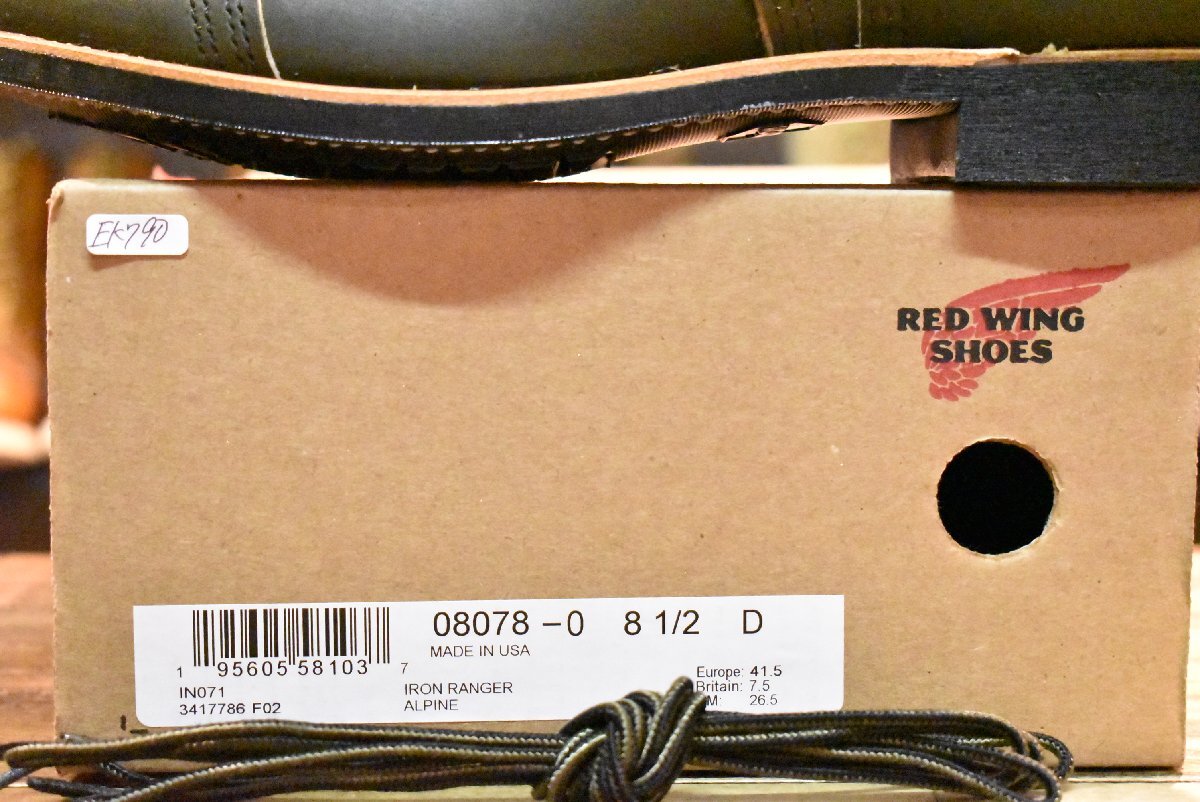 EK790
RED WING
SHOES
08078 -0 8 1/2 D
MADE IN USA
1 95605 58103 7
IN071
3417786 F02
IRON RANGER
ALPINE
Europe: 41.5
Britain: 7.5
M: 26.5